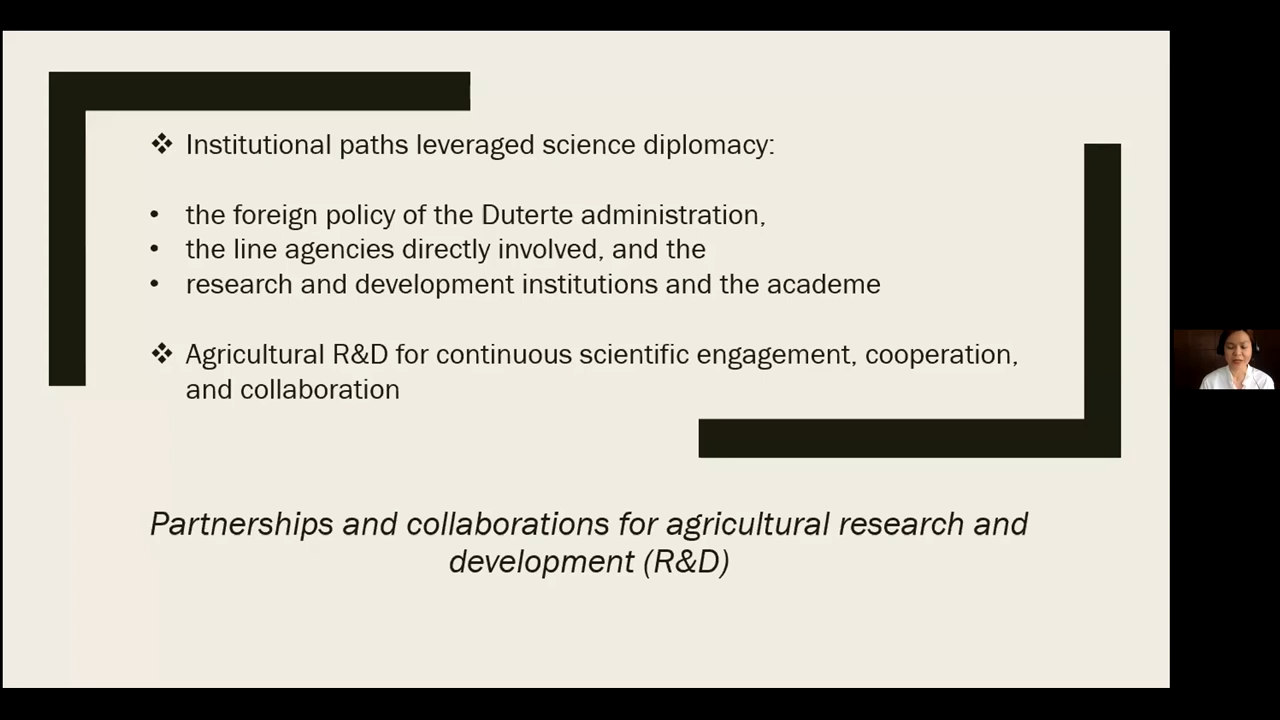 ❖ Institutional paths leveraged science diplomacy:
• the foreign policy of the Duterte administration,
• the line agencies directly involved, and the
• research and development institutions and the academe
❖ Agricultural R&D for continuous scientific engagement, cooperation,
and collaboration
Partnerships and collaborations for agricultural research and
development (R&D)